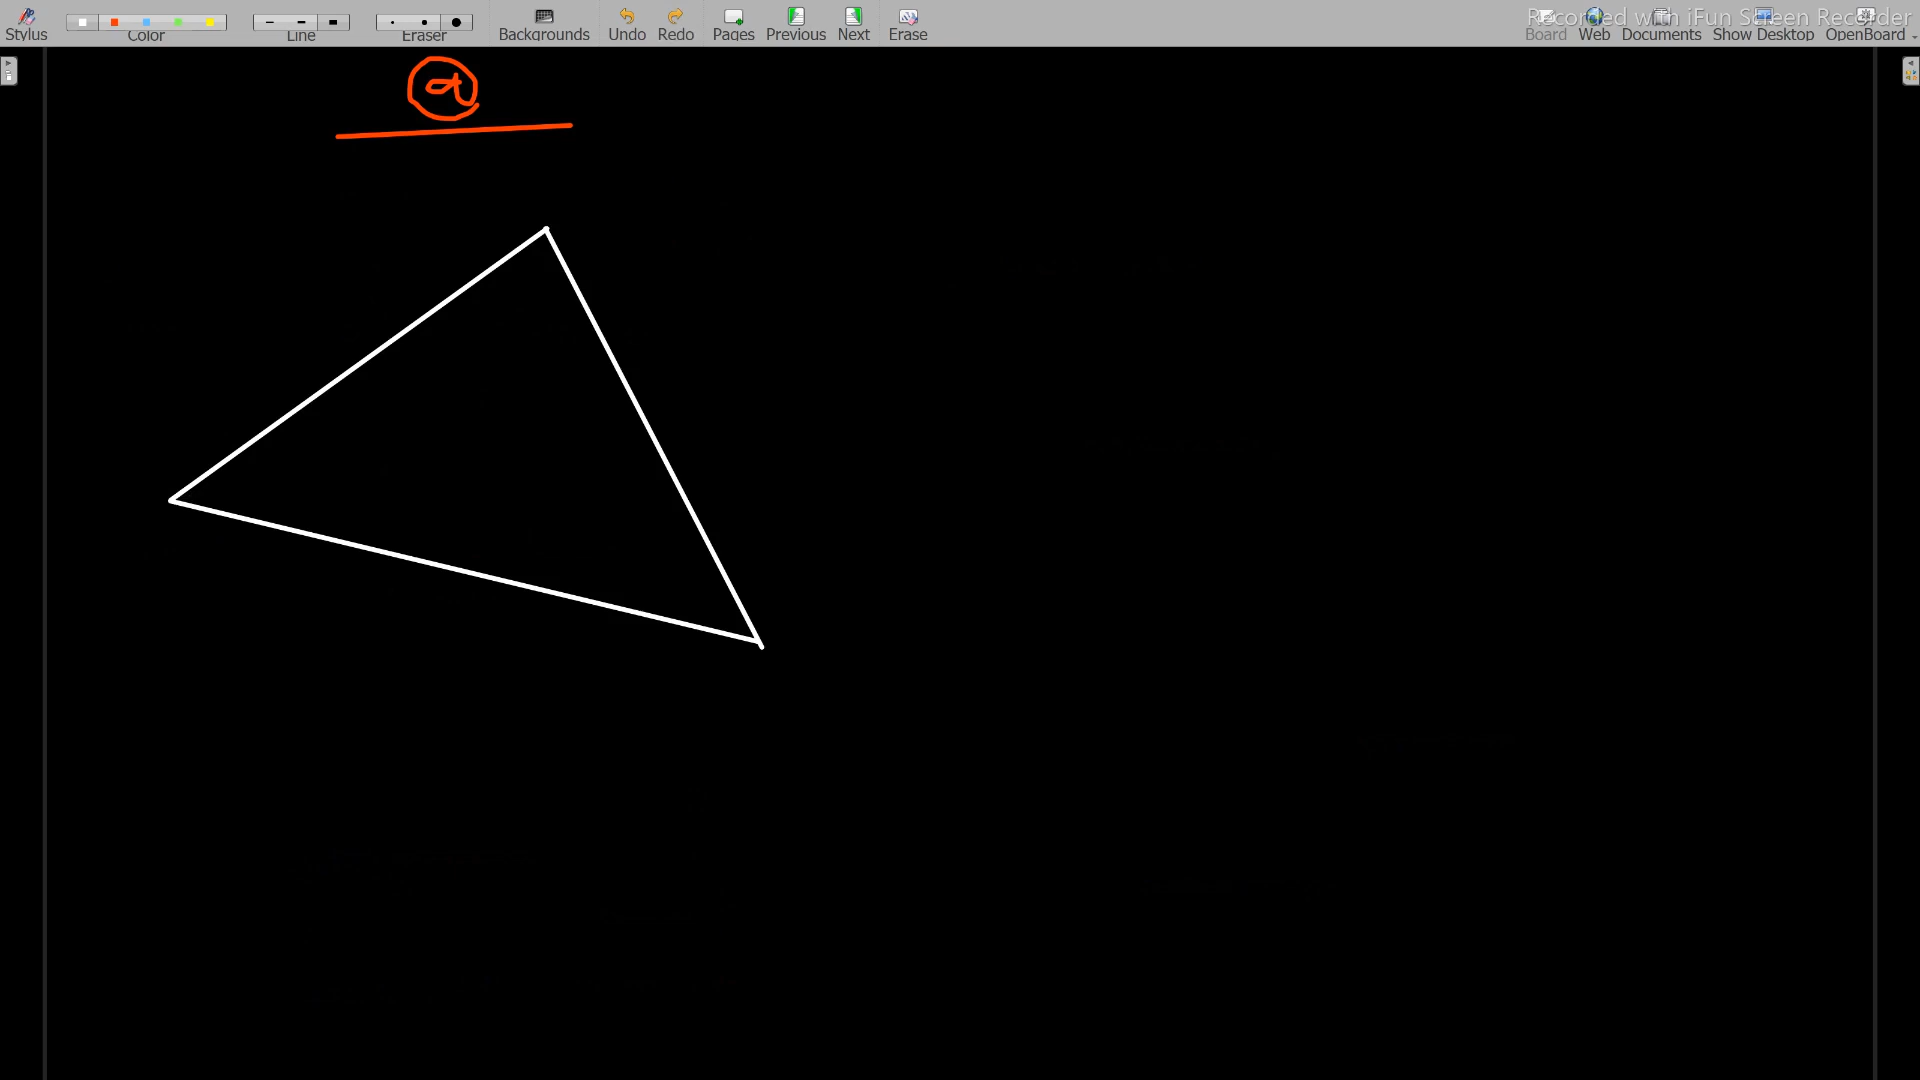 Recorded with iFun Screen Recorder
Stylus Color Line Eraser Backgrounds Undo Redo Pages Previous Next Erase Board Web Documents Show Desktop OpenBoard